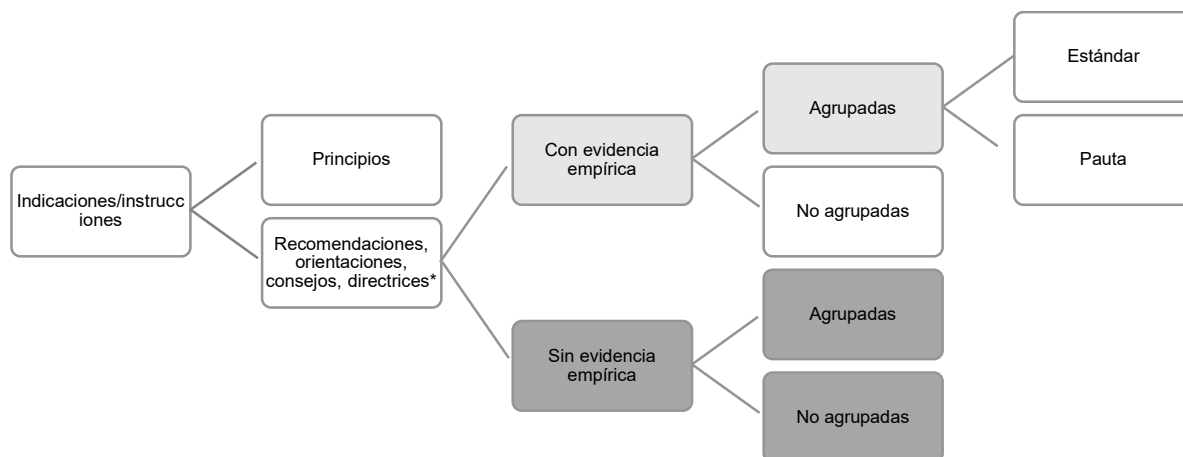 Indicaciones/instrucc
iones
Principios
Recomendaciones,
orientaciones,
consejos, directrices*
Con evidencia
empírica
Sin evidencia
empírica
Agrupadas
No agrupadas
Agrupadas
No agrupadas
Estándar
Pauta